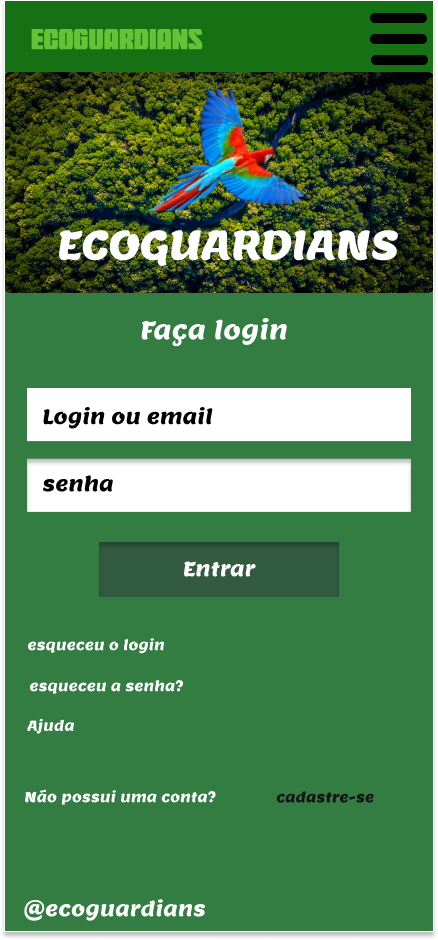 ECOGUARDIANS
ECOGUARDIANS
Faça login
Login ou email
senha
Entrar
esqueceu o login
esqueceu a senha?
Ajuda
Não possui uma conta? cadastre-se
@ecoguardians